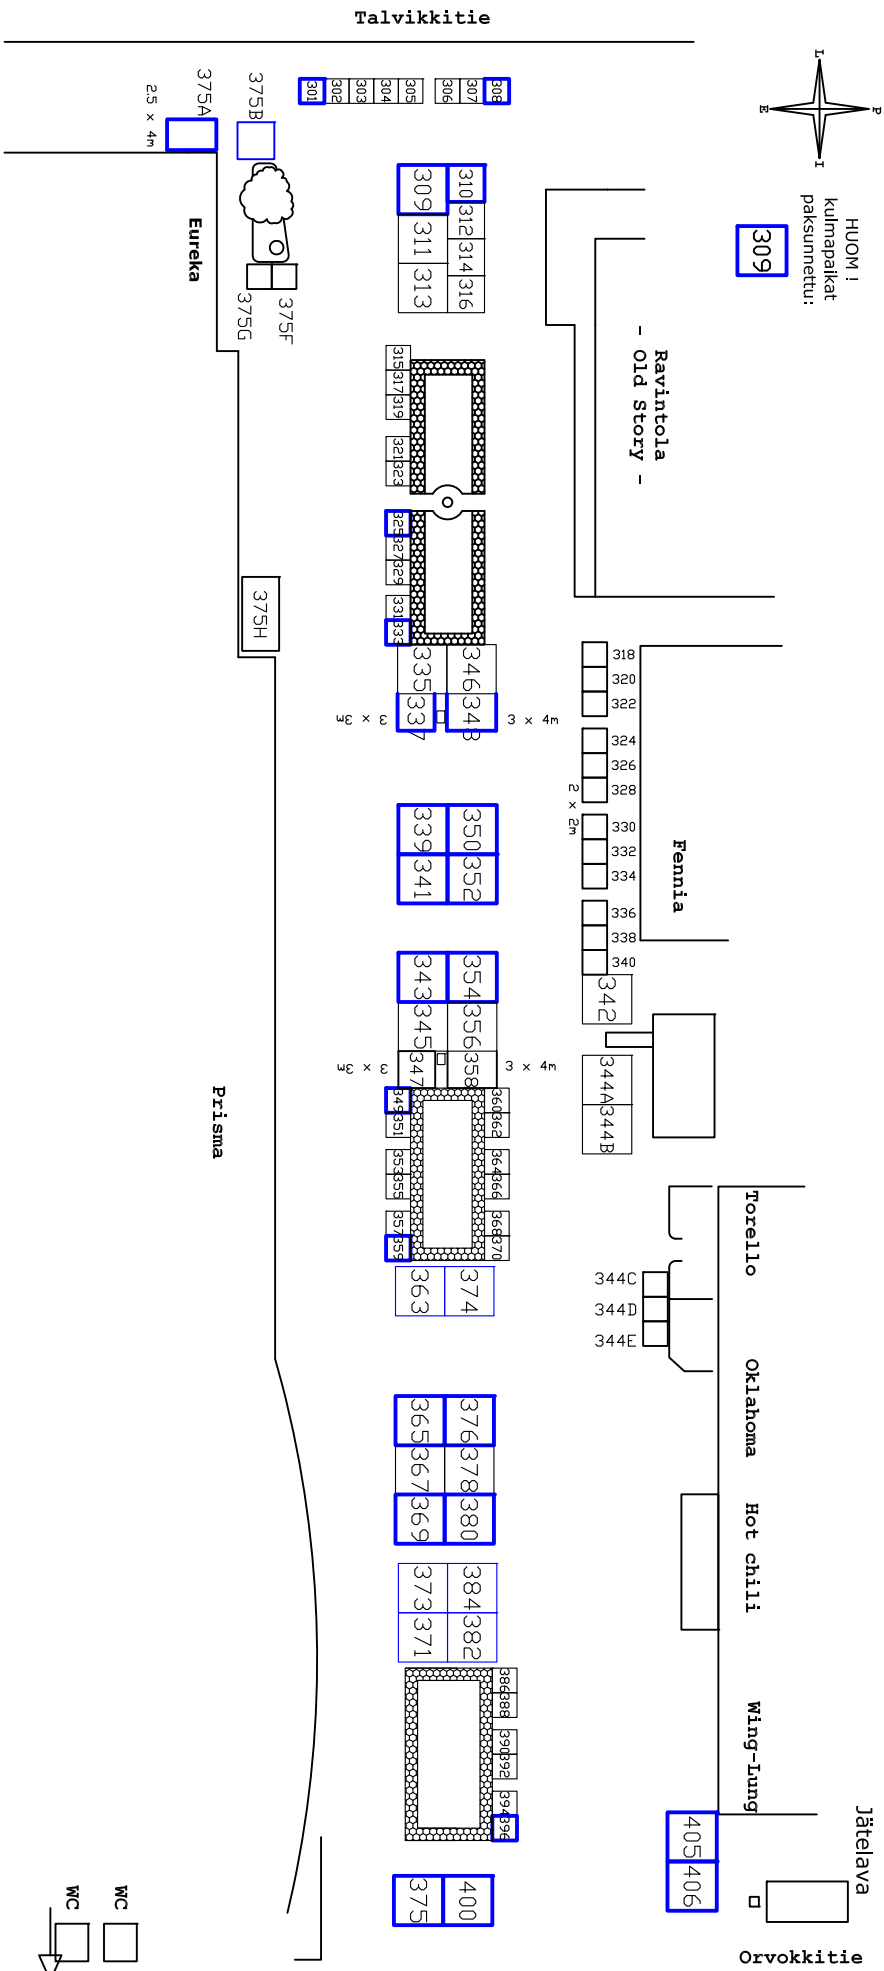 Talvikkitie
L
E
P
I
HUOM !
kulmapaikat
paksunnettu:
309
375A
375B
2.5 x 4m
301
302
303
304
305
306
307
308
309
310
311
312
313
314
316
Eureka
375G
375F
Ravintola
- Old Story -
315
317
319
321
323
325
327
329
331
333
375H
335
346
337
348
3 x 3m
3 x 4m
318
320
322
324
326
328
330
332
334
336
338
340
2 x 2m
Fennia
339
350
341
352
343
354
345
356
347
358
3 x 3m
3 x 4m
342
344A
344B
Prisma
349
351
353
355
357
359
360
362
364
366
368
370
363
374
Torello
344C
344D
344E
Oklahoma
365
376
367
378
369
380
Hot chili
373
384
371
382
386
388
390
392
394
396
Wing-Lung
405
406
Jätelava
375
400
WC
WC
Orvokkitie